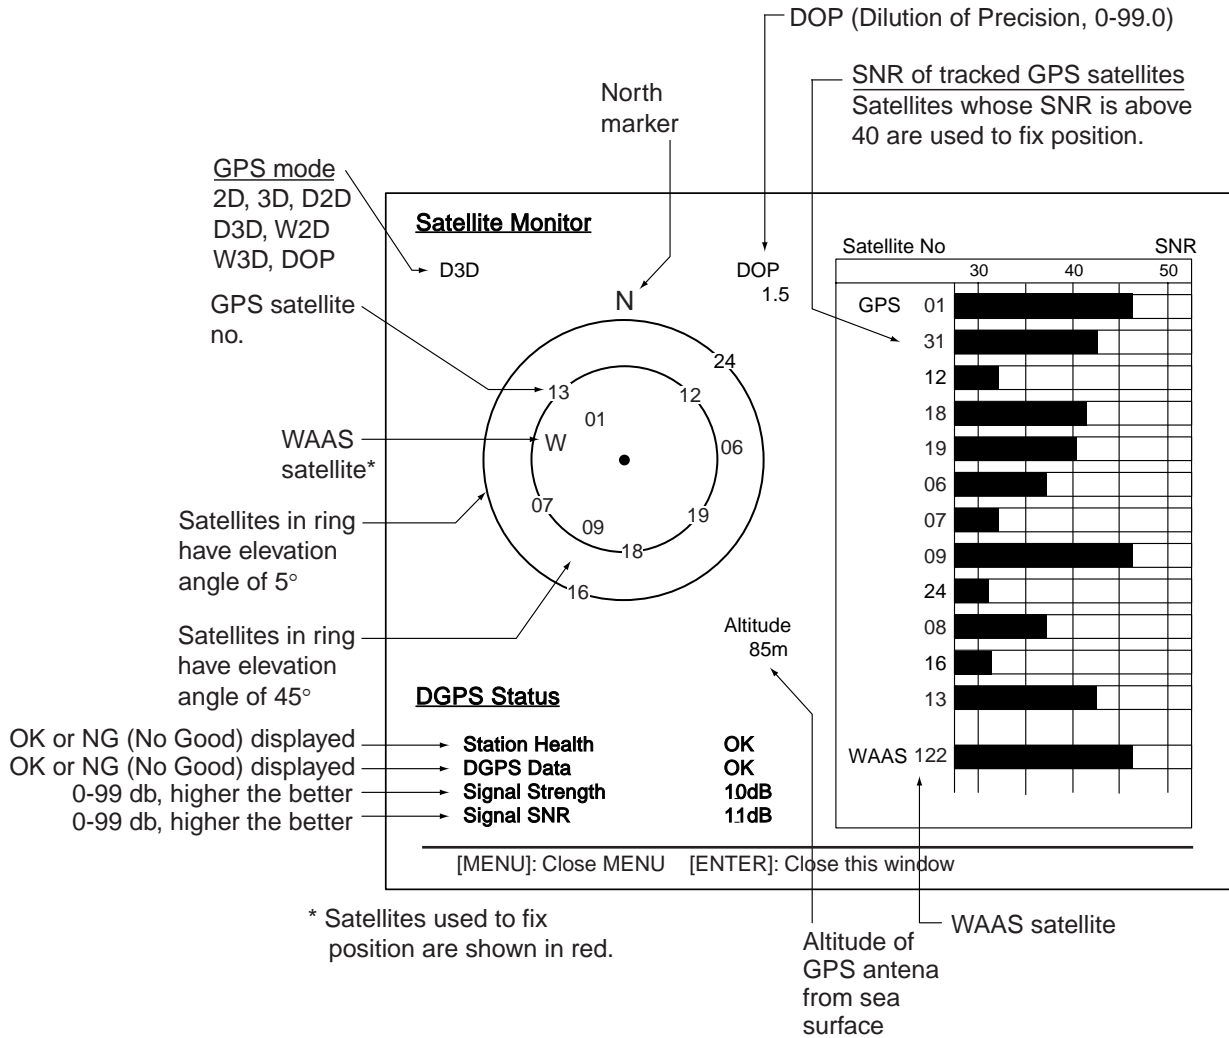 DOP (Dilution of Precision, 0-99.0)
SNR of tracked GPS satellites
Satellites whose SNR is above
40 are used to fix position.
North
marker
GPS mode
2D, 3D, D2D
D3D, W2D
W3D, DOP
GPS satellite
no.
WAAS
satellite*
Satellites in ring
have elevation
angle of 5°
Satellites in ring
have elevation
angle of 45°
OK or NG (No Good) displayed
OK or NG (No Good) displayed
0-99 db, higher the better
0-99 db, higher the better
Satellite Monitor
D3D
DOP
1.5
N
24
13
12
01
W
06
07
09
19
18
16
Altitude
85m
DGPS Status
Station Health OK
DGPS Data OK
Signal Strength 10dB
Signal SNR 11dB
Satellite No SNR
30 40 50
GPS 01
31
12
18
19
06
07
09
24
08
16
13
WAAS 122
[MENU]: Close MENU [ENTER]: Close this window
* Satellites used to fix
position are shown in red.
Altitude of
GPS antena
from sea
surface
WAAS satellite